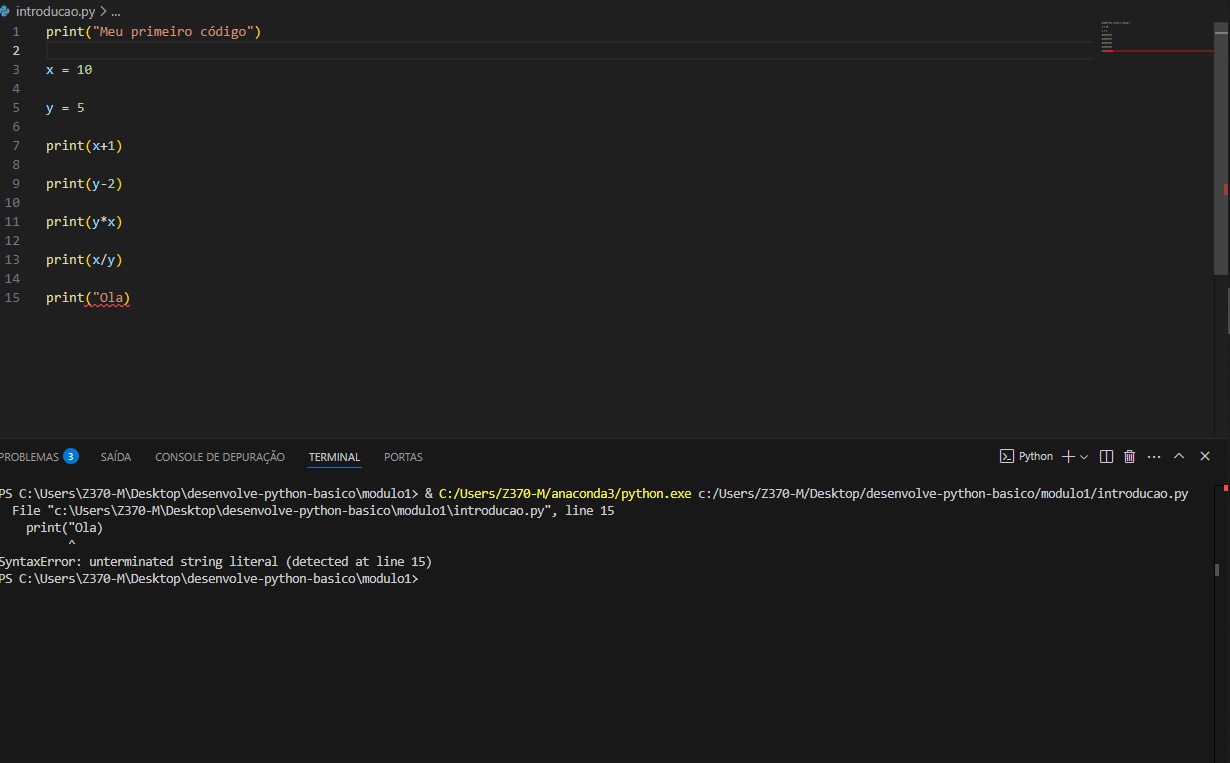 introducao.py > ...
1 print("Meu primeiro código")
2
3 x = 10
4
5 y = 5
6
7 print(x+1)
8
9 print(y-2)
10
11 print(y*x)
12
13 print(x/y)
14
15 print("Ola)
PROBLEMAS 3 SAÍDA CONSOLE DE DEPURAÇÃO TERMINAL PORTAS Python
PS C:\Users\Z370-M\Desktop\desenvolve-python-basico\modulo1> & C:/Users/Z370-M/anaconda3/python.exe c:/Users/Z370-M/Desktop/desenvolve-python-basico/modulo1/introducao.py
File "c:\Users\Z370-M\Desktop\desenvolve-python-basico\modulo1\introducao.py", line 15
print("Ola)
^
SyntaxError: unterminated string literal (detected at line 15)
PS C:\Users\Z370-M\Desktop\desenvolve-python-basico\modulo1>